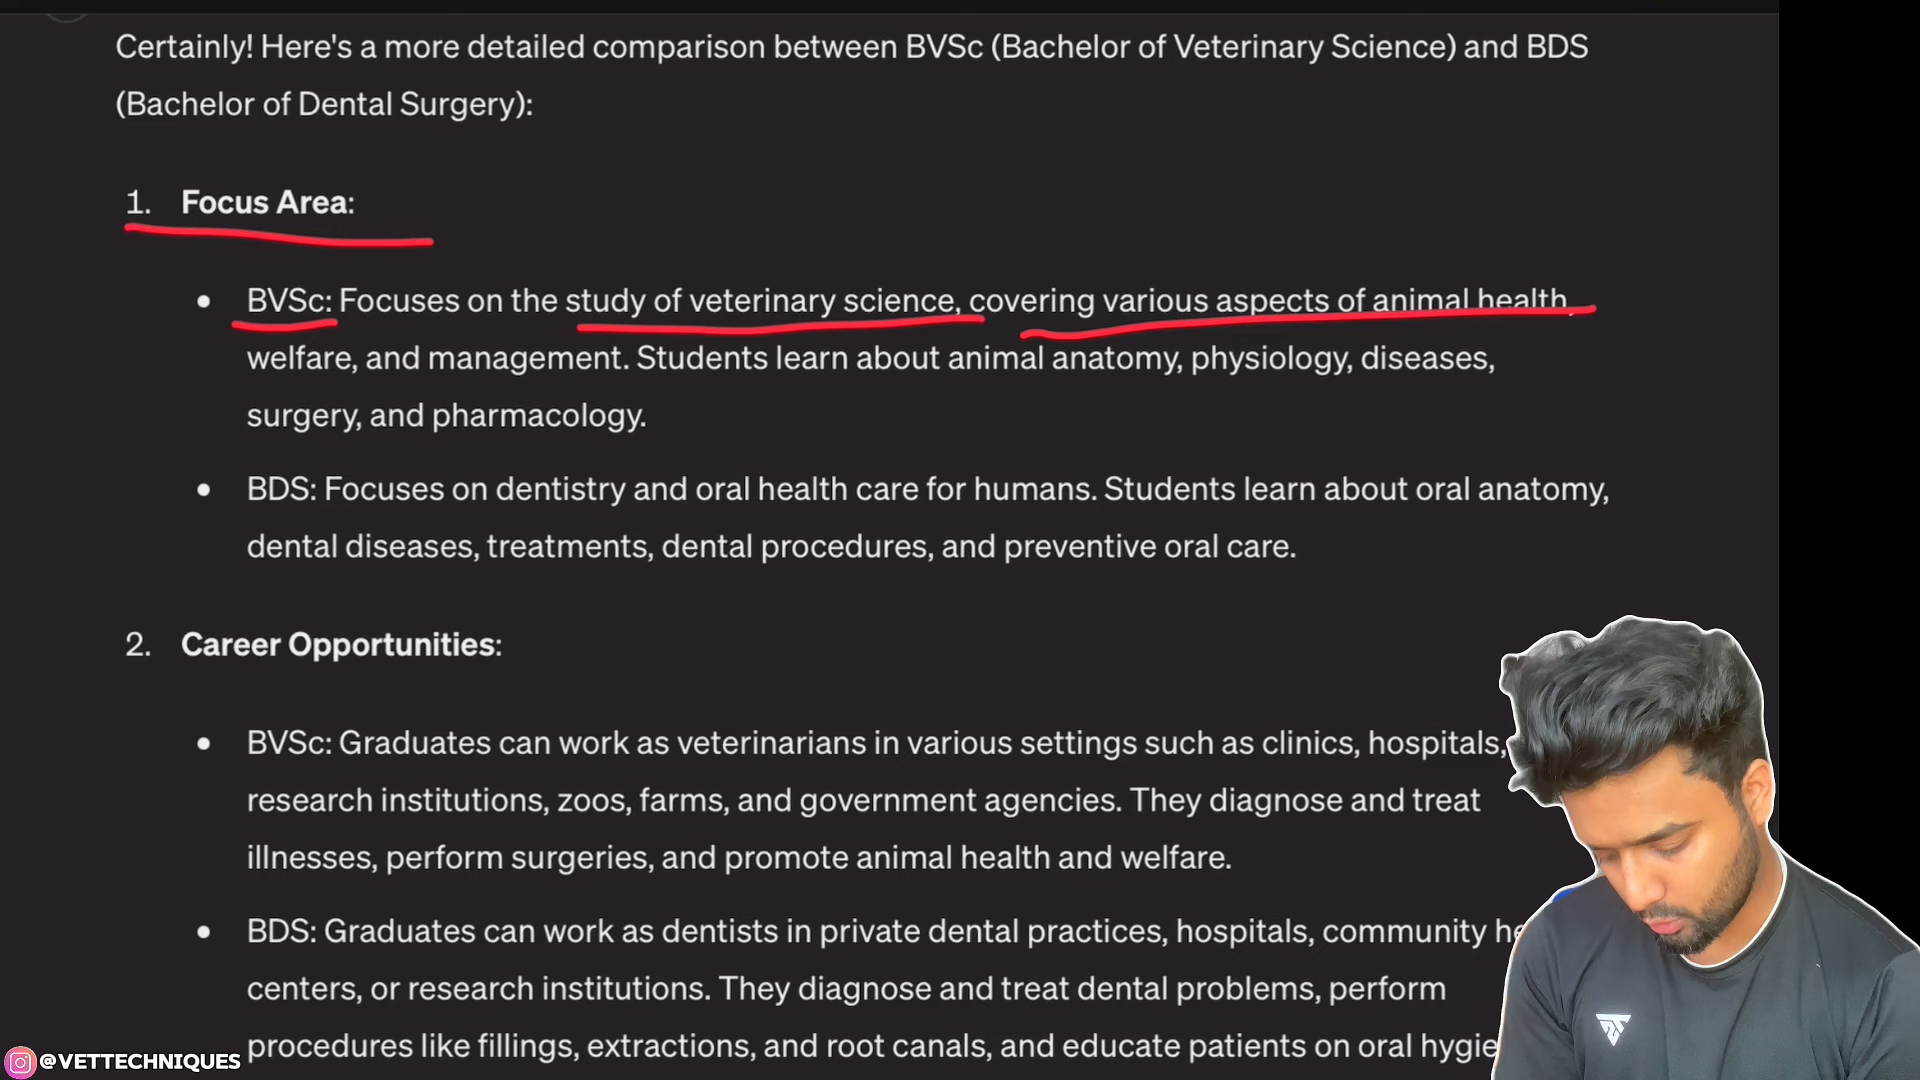 Certainly! Here's a more detailed comparison between BVSc (Bachelor of Veterinary Science) and BDS
(Bachelor of Dental Surgery):
1. Focus Area:
• BVSc: Focuses on the study of veterinary science, covering various aspects of animal health,
welfare, and management. Students learn about animal anatomy, physiology, diseases,
surgery, and pharmacology.
• BDS: Focuses on dentistry and oral health care for humans. Students learn about oral anatomy,
dental diseases, treatments, dental procedures, and preventive oral care.
2. Career Opportunities:
• BVSc: Graduates can work as veterinarians in various settings such as clinics, hospitals,
research institutions, zoos, farms, and government agencies. They diagnose and treat
illnesses, perform surgeries, and promote animal health and welfare.
• BDS: Graduates can work as dentists in private dental practices, hospitals, community
centers, or research institutions. They diagnose and treat dental problems, perform
procedures like fillings, extractions, and root canals, and educate patients on oral
@VETTECHNIQUES